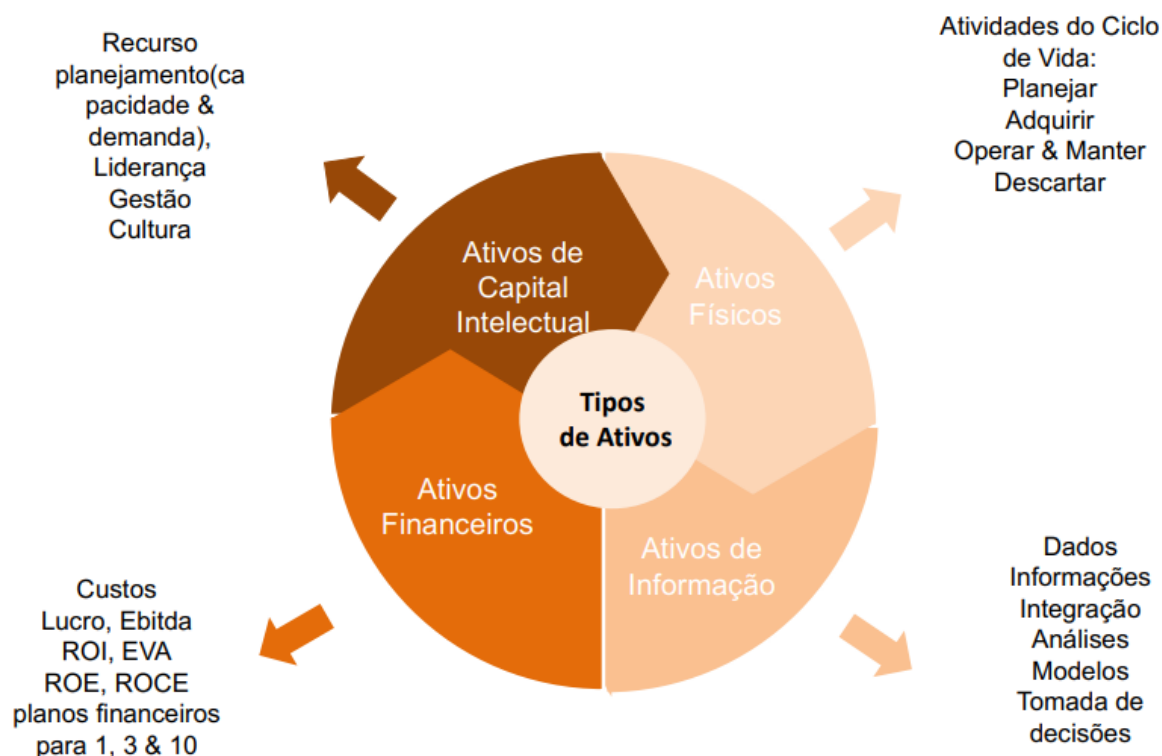 Recurso
planejamento(ca
pacidade &
demanda),
Liderança
Gestão
Cultura
Atividades do Ciclo
de Vida:
Planejar
Adquirir
Operar & Manter
Descartar
Ativos de
Capital
Intelectual
Ativos
Físicos
Tipos
de Ativos
Ativos
Financeiros
Ativos de
Informação
Custos
Lucro, Ebitda
ROI, EVA
ROE, ROCE
planos financeiros
para 1, 3 & 10
Dados
Informações
Integração
Análises
Modelos
Tomada de
decisões